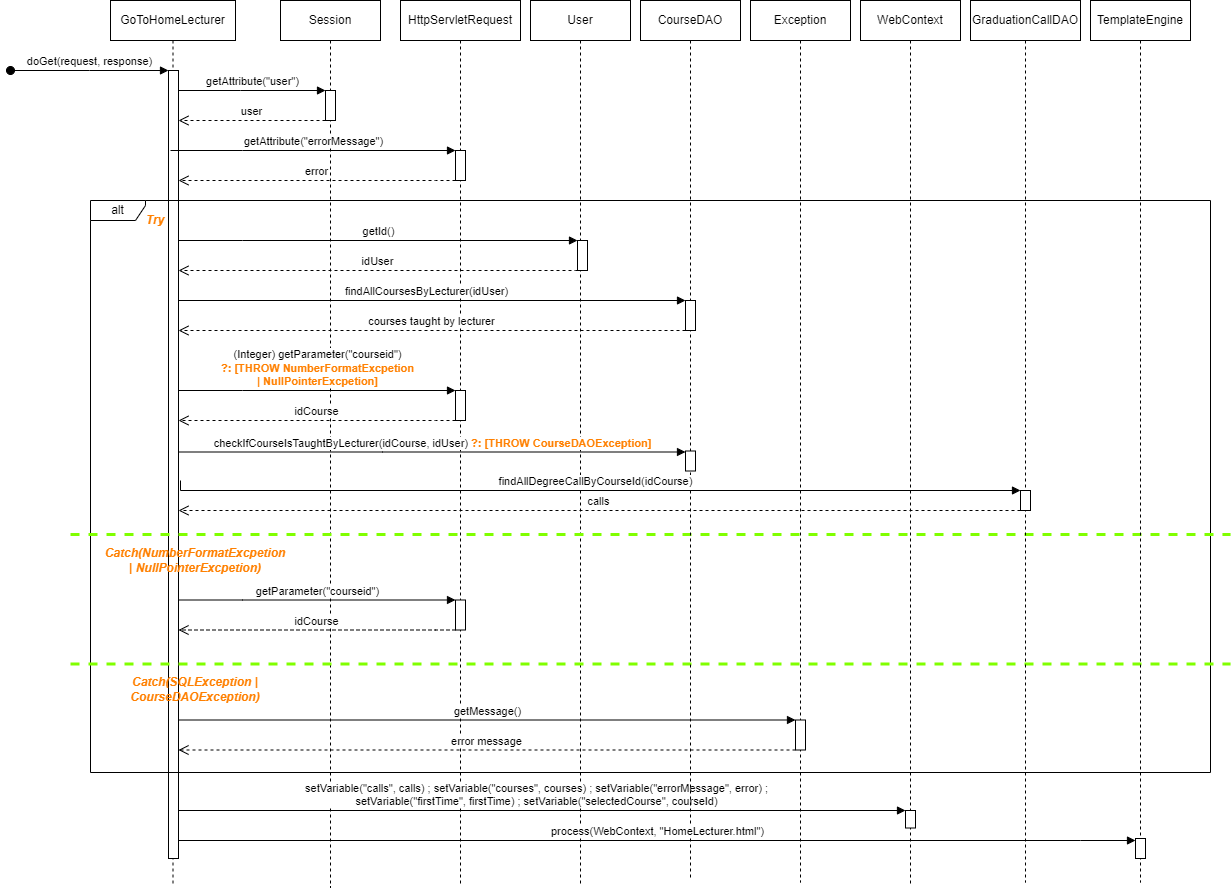 GoToHomeLecturer
Session
HttpServletRequest
User
CourseDAO
Exception
WebContext
GraduationCallDAO
TemplateEngine
doGet(request, response)
getAttribute("user")
user
getAttribute("errorMessage")
error
alt
Try
getId()
idUser
findAllCoursesByLecturer(idUser)
courses taught by lecturer
(Integer) getParameter("courseid")
?: [THROW NumberFormatExcpetion
| NullPointerExcpetion]
idCourse
checkIfCourseIsTaughtByLecturer(idCourse, idUser) ?: [THROW CourseDAOException]
findAllDegreeCallByCourseId(idCourse)
calls
Catch(NumberFormatExcpetion
| NullPointerExcpetion)
getParameter("courseid")
idCourse
Catch(SQLException |
CourseDAOException)
getMessage()
error message
setVariable("calls", calls) ; setVariable("courses", courses) ; setVariable("errorMessage", error) ;
setVariable("firstTime", firstTime) ; setVariable("selectedCourse", courseId)
process(WebContext, "HomeLecturer.html")